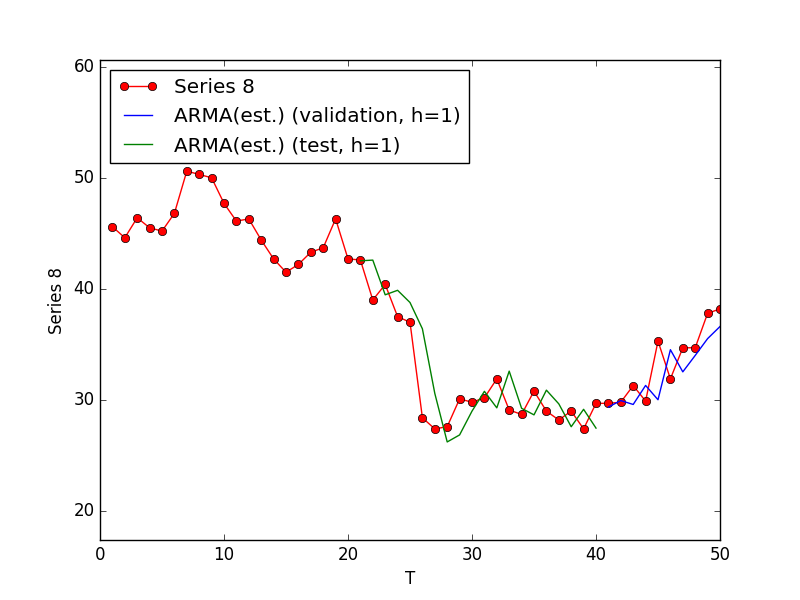 60
50
40
30
20
0
10
20
30
40
50
T
Series 8
Series 8
ARMA(est.) (validation, h=1)
ARMA(est.) (test, h=1)